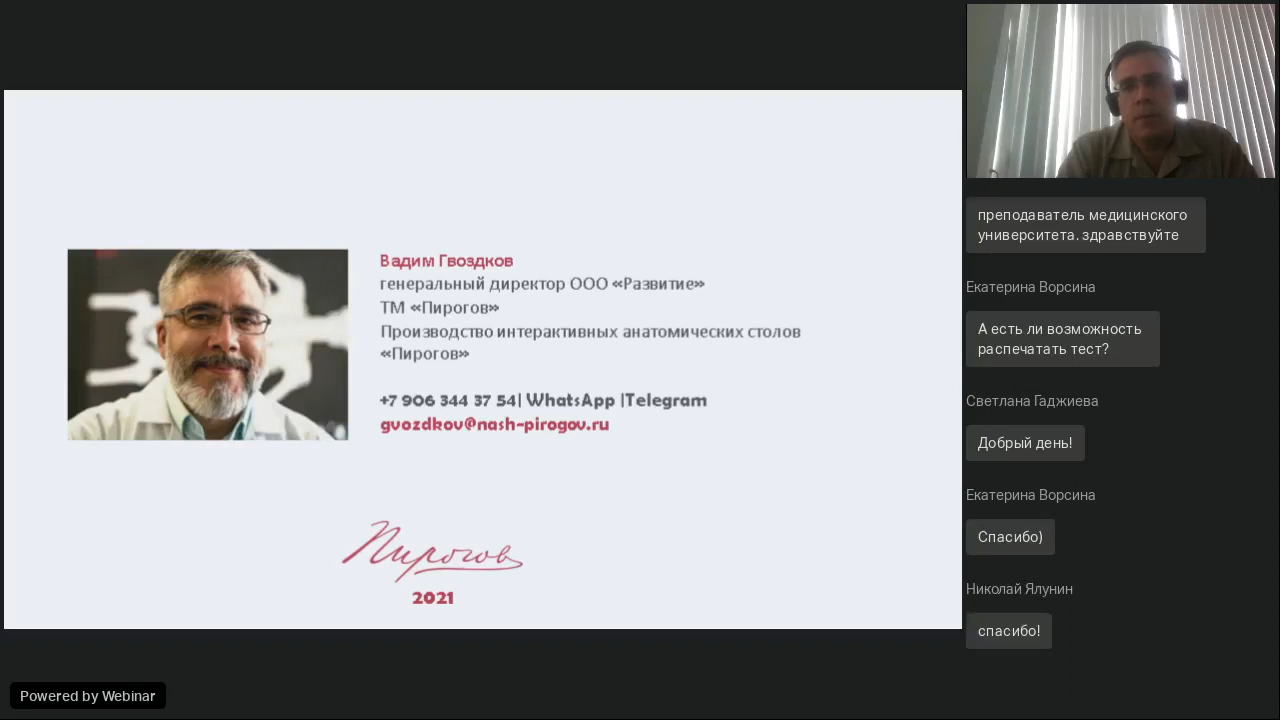 Вадим Гвоздков
генеральный директор ООО «Развитие»
ТМ «Пирогов»
Производство интерактивных анатомических столов
«Пирогов»
+7 906 344 37 54| WhatsApp |Telegram
gvozdkov@nash-pirogov.ru
Пирогов
2021
преподаватель медицинского
университета. здравствуйте
Екатерина Ворсина
А есть ли возможность
распечатать тест?
Светлана Гаджиева
Добрый день!
Екатерина Ворсина
Спасибо)
Николай Ялунин
спасибо!
Powered by Webinar